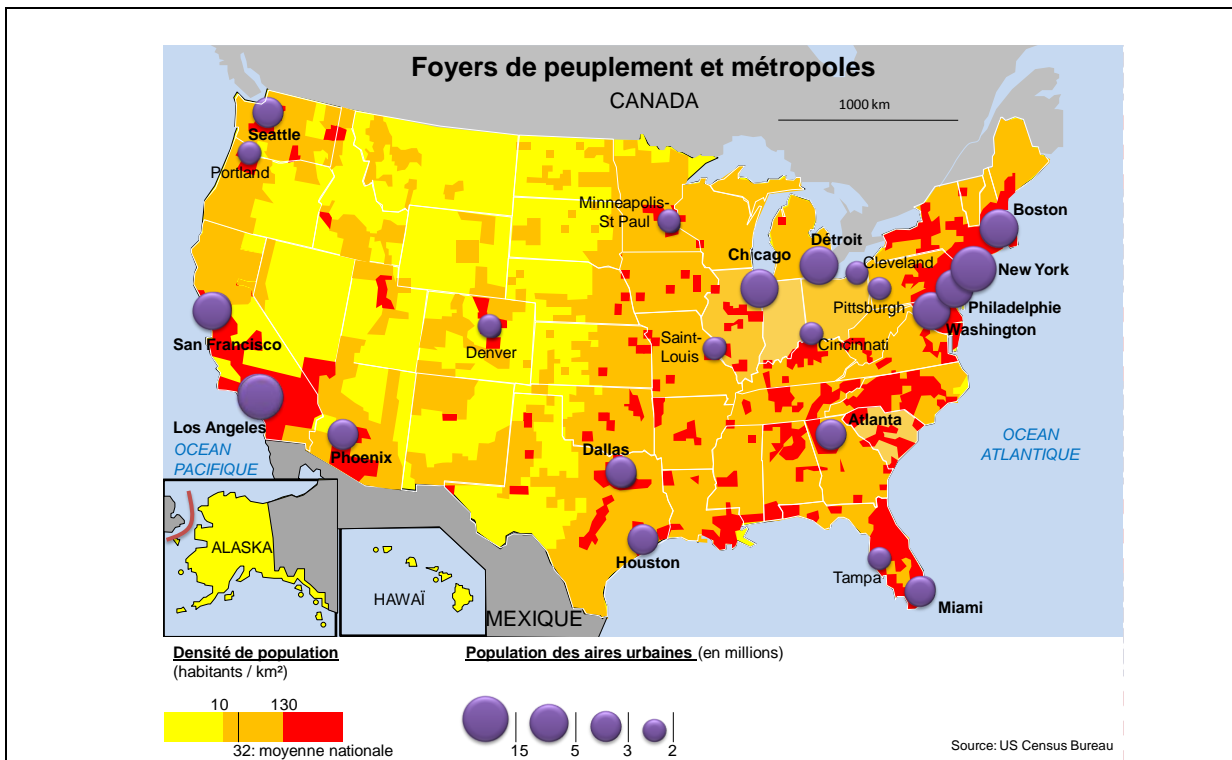 Foyers de peuplement et métropoles
CANADA
1000 km
Seattle
Portland
Minneapolis-
St Paul
Boston
Détroit
Chicago
Cleveland
New York
Pittsburgh
Philadelphie
Washington
San Francisco
Denver
Saint-
Louis
Cincinnati
Los Angeles
Phoenix
Dallas
Atlanta
OCEAN
PACIFIQUE
OCEAN
ATLANTIQUE
Houston
Tampa
Miami
ALASKA
HAWAÏ
MEXIQUE
Densité de population
(habitants / km²)
10 130
32: moyenne nationale
Population des aires urbaines (en millions)
15 5 3 2
Source: US Census Bureau